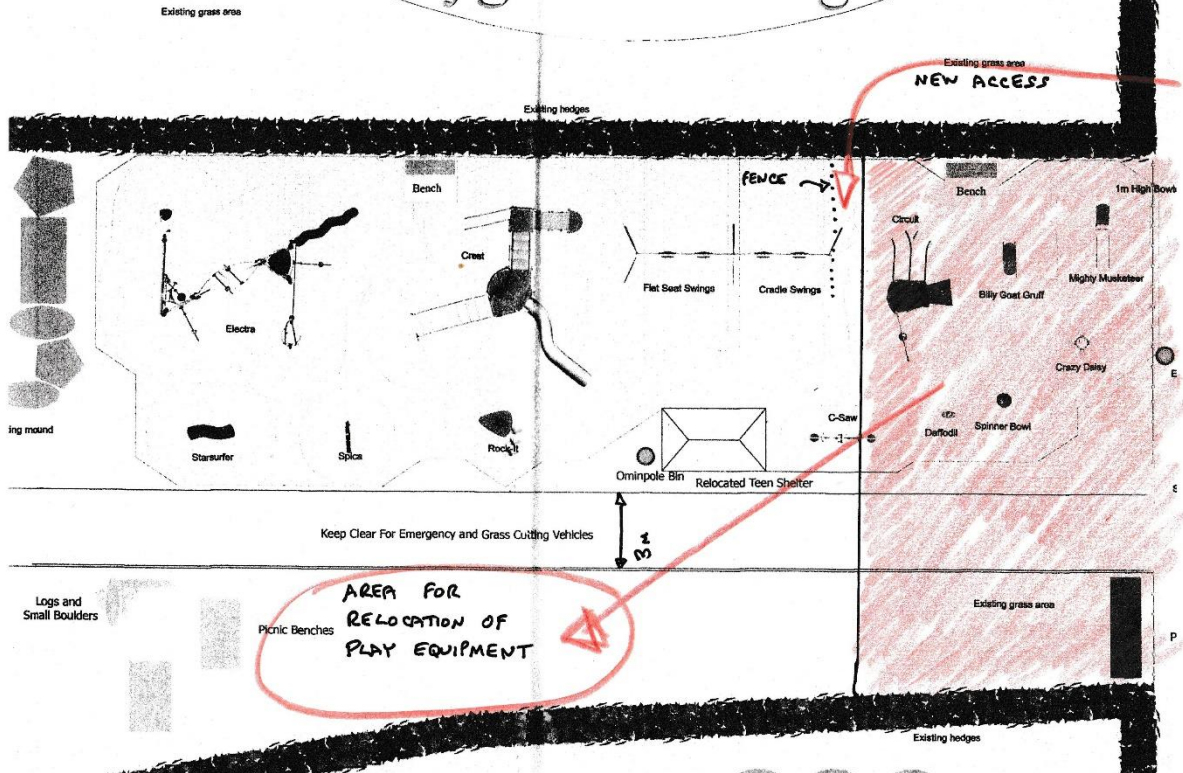 Existing grass area
Existing grass area
NEW ACCESS
Existing hedges
Bench
FENCE
Bench
1m High Bowl
Circuit
Crest
Mighty Musketeer
Flat Seat Swings
Cradle Swings
Billy Goat Gruff
Electra
Crazy Daisy
E
C-Saw
ing mound
Starsurfer
Spica
Rock-It
Daffodil
Spinner Bowl
Ominpole Bin
Relocated Teen Shelter
S
Keep Clear For Emergency and Grass Cutting Vehicles
3M
Logs and
Small Boulders
Picnic Benches
AREA FOR
RELOCATION OF
PLAY EQUIPMENT
Existing grass area
P
Existing hedges